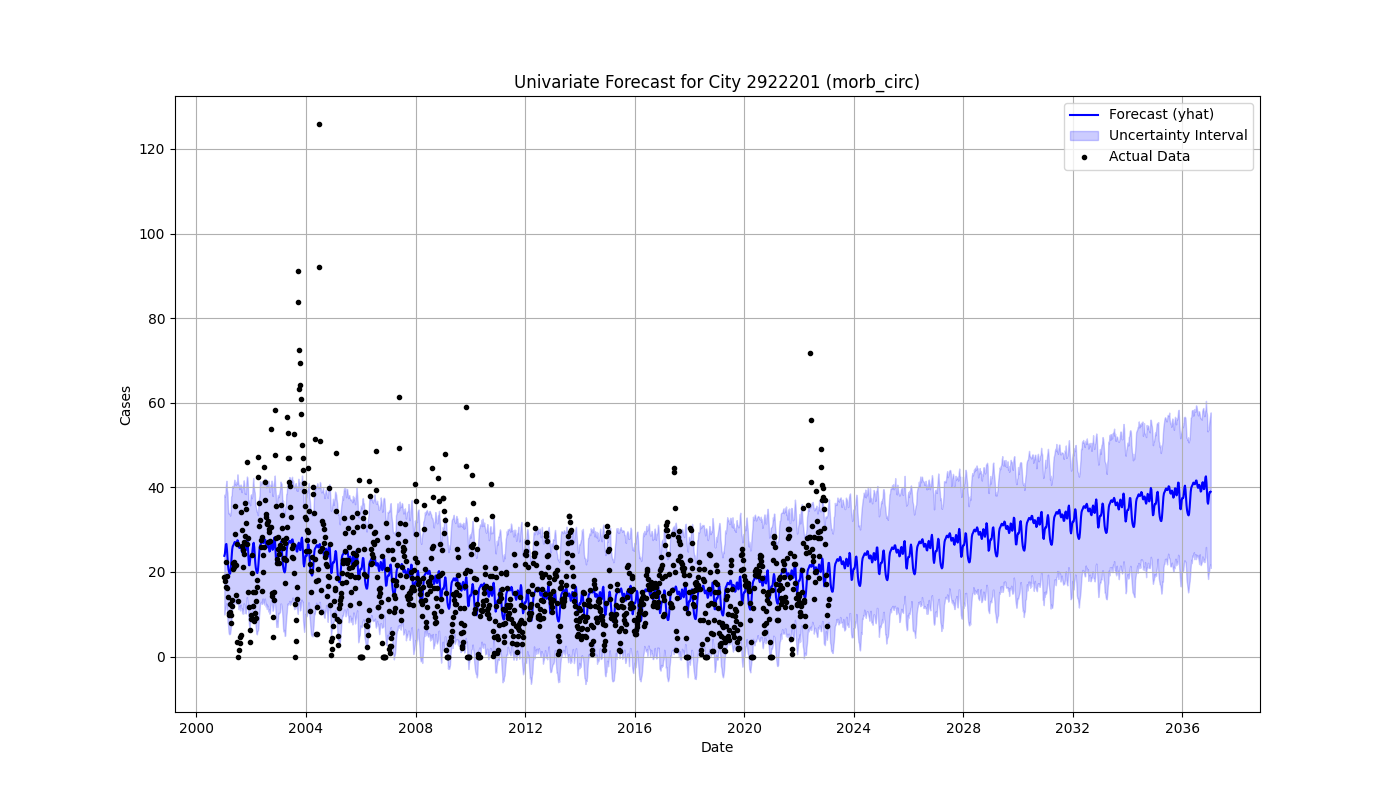 Univariate Forecast for City 2922201 (morb_circ)
Forecast (yhat)
Uncertainty Interval
Actual Data
120
100
80
60
40
20
0
Cases
2000 2004 2008 2012 2016 2020 2024 2028 2032 2036
Date